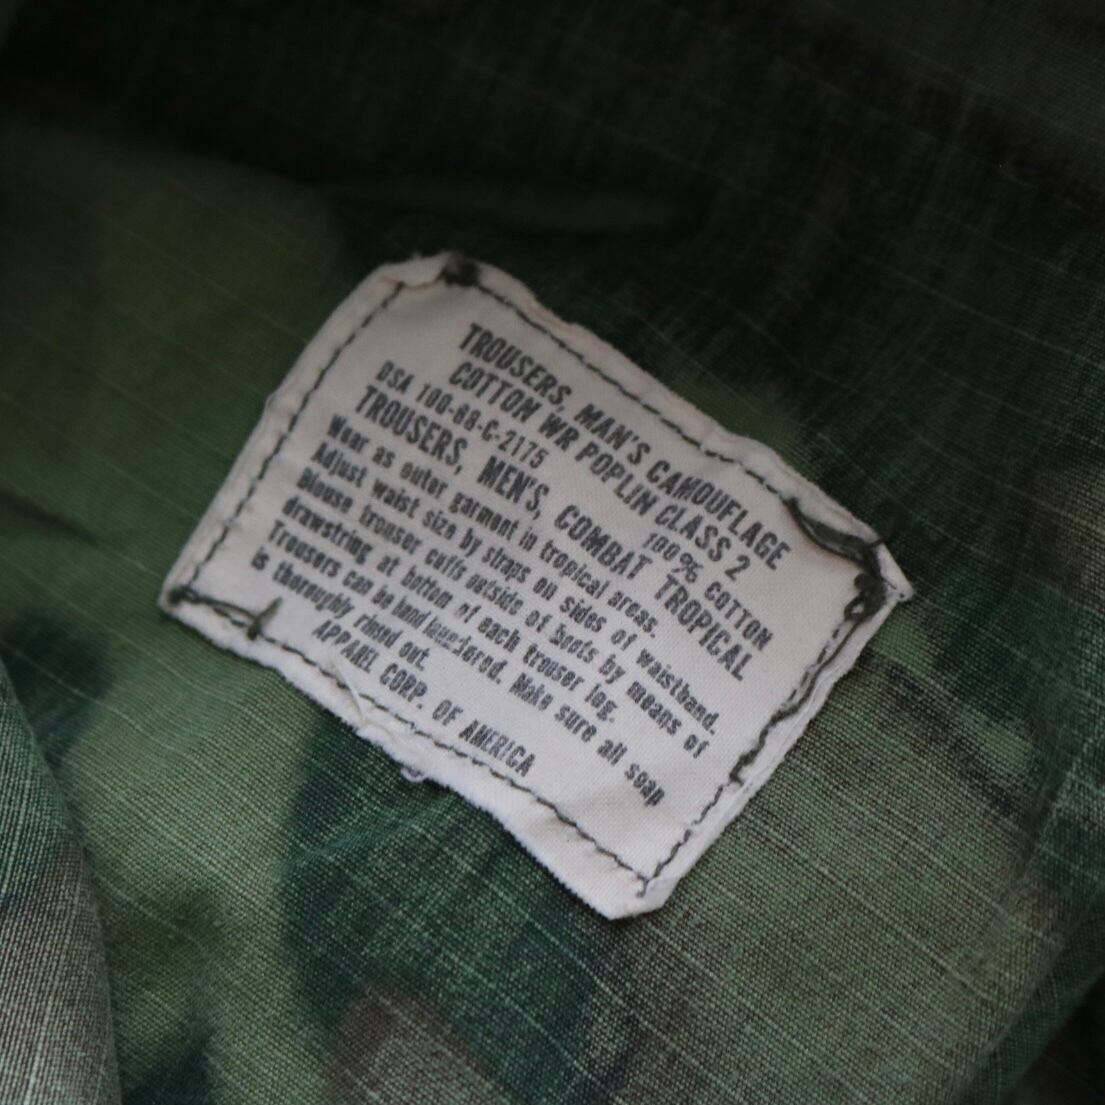 TROUSERS, MAN'S CAMOUFLAGE
COTTON WR POPLIN CLASS 2
DSA 100-68-C-2175 100% COTTON
TROUSERS, MEN'S, COMBAT TROPICAL
Wear as outer garment in tropical areas.
Adjust waist size by straps on sides of waistband.
Blouse trouser cuffs outside of boots by means of
drawstring at bottom of each trouser leg.
Trousers can be hand laundered. Make sure all soap
is thoroughly rinsed out.
APPAREL CORP. OF AMERICA